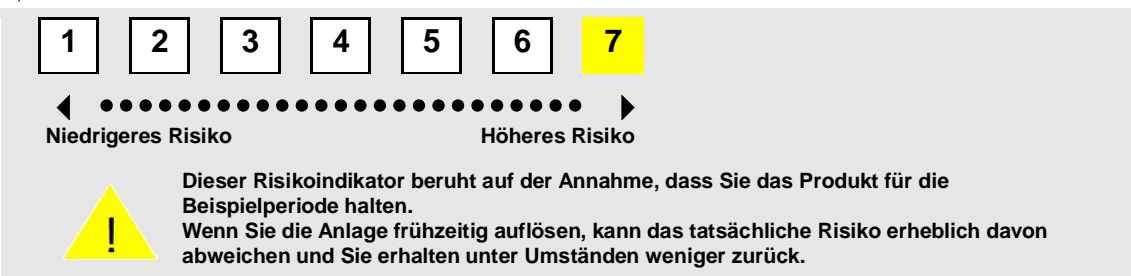 1 2 3 4 5 6 7
Niedrigeres Risiko Höheres Risiko
Dieser Risikoindikator beruht auf der Annahme, dass Sie das Produkt für die
Beispielperiode halten.
! Wenn Sie die Anlage frühzeitig auflösen, kann das tatsächliche Risiko erheblich davon
abweichen und Sie erhalten unter Umständen weniger zurück.